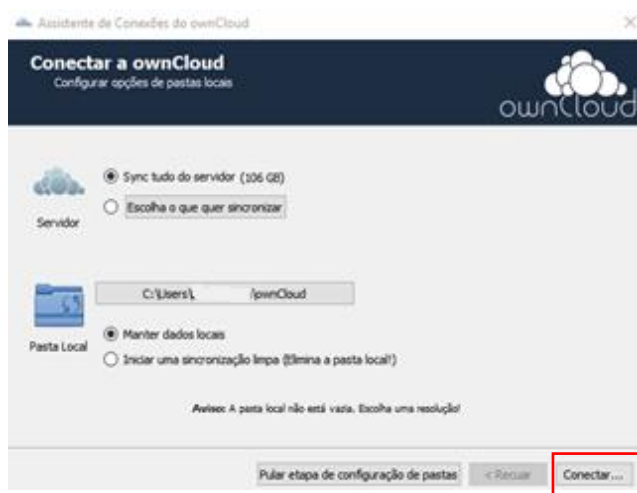 Assistente de Conexões do ownCloud
Conectar a ownCloud
Configurar opções de pastas locais
ownCloud
Sync tudo do servidor (106 GB)
Escolha o que quer sincronizar
Servidor
C:\Users\ /ownCloud
Manter dados locais
Pasta Local
Iniciar uma sincronização limpa (Elimina a pasta local!)
Aviso: A pasta local não está vazia. Escolha uma resolução!
Pular etapa de configuração de pastas < Recuar Conectar...